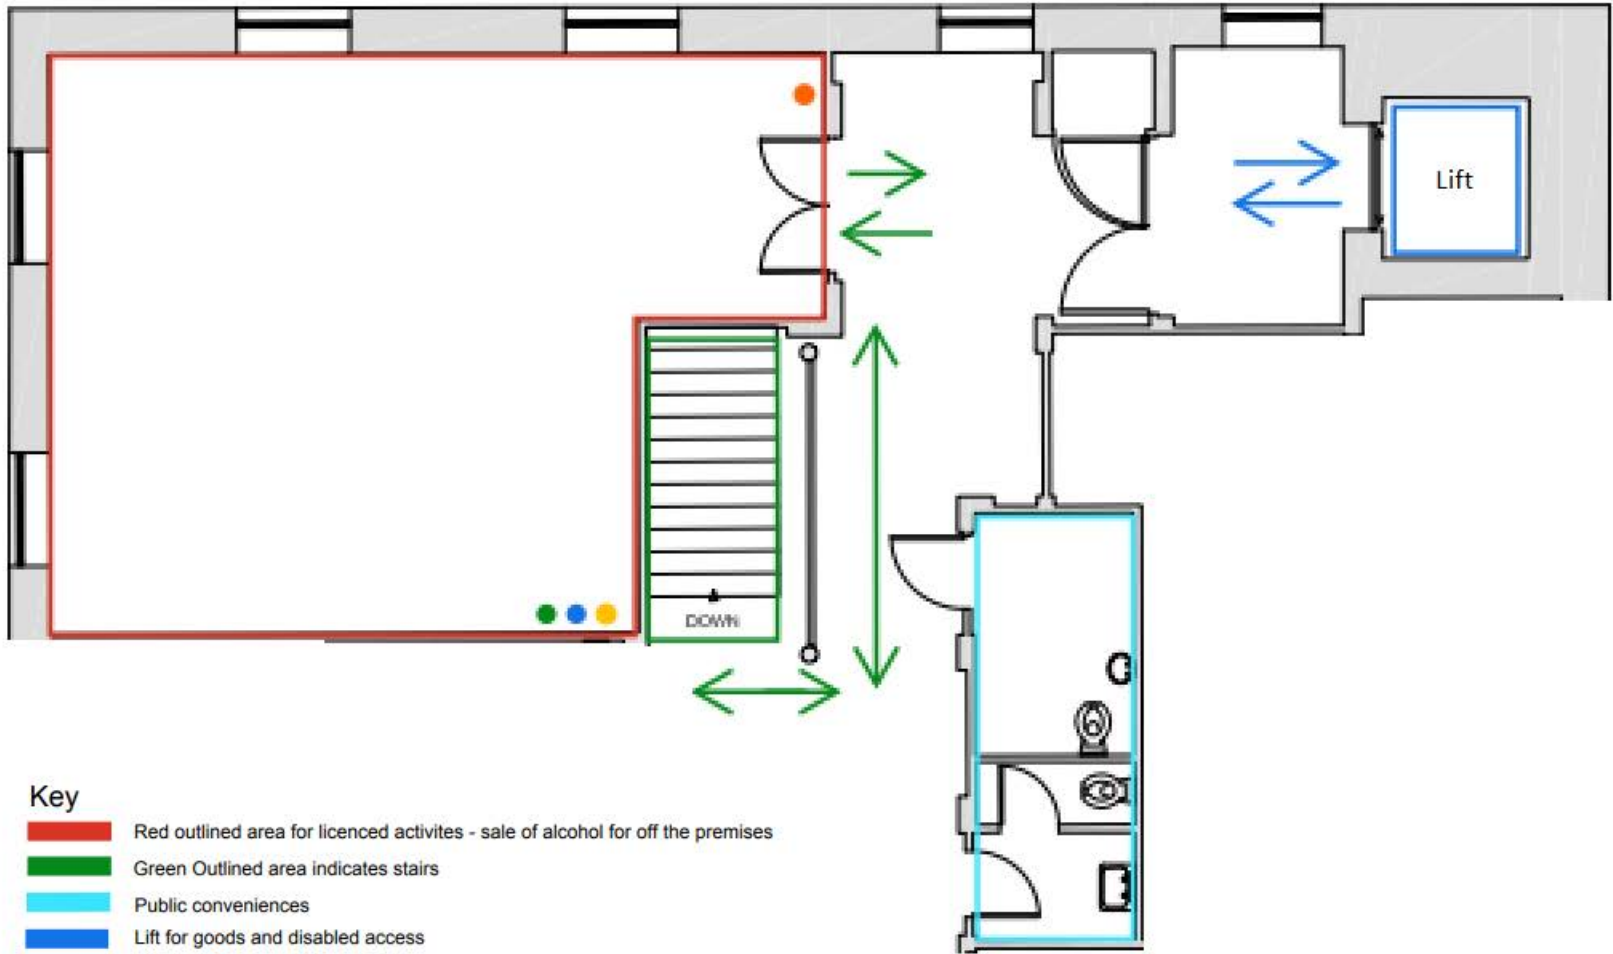 Lift
DOWN
Key
Red outlined area for licenced activites - sale of alcohol for off the premises
Green Outlined area indicates stairs
Public conveniences
Lift for goods and disabled access